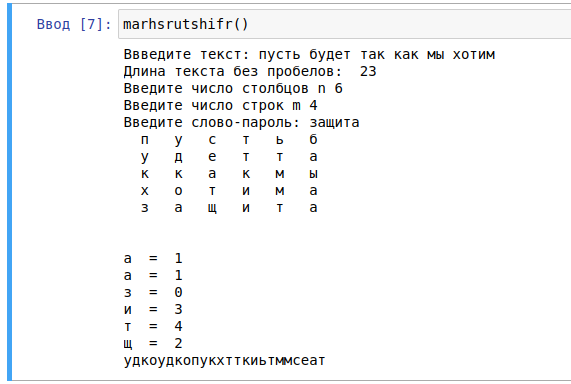 Ввод [7]: marhsrutshifr()
Ввведите текст: пусть будет так как мы хотим
Длина текста без пробелов:  23
Введите число столбцов n 6
Введите число строк m 4
Введите слово-пароль: защита
п у с т ь б
у д е т т а
к к а к м ы
х о т и м а
з а щ и т а
а = 1
а = 1
з = 0
и = 3
т = 4
щ = 2
удкоудкопукхтткиьтммсеат